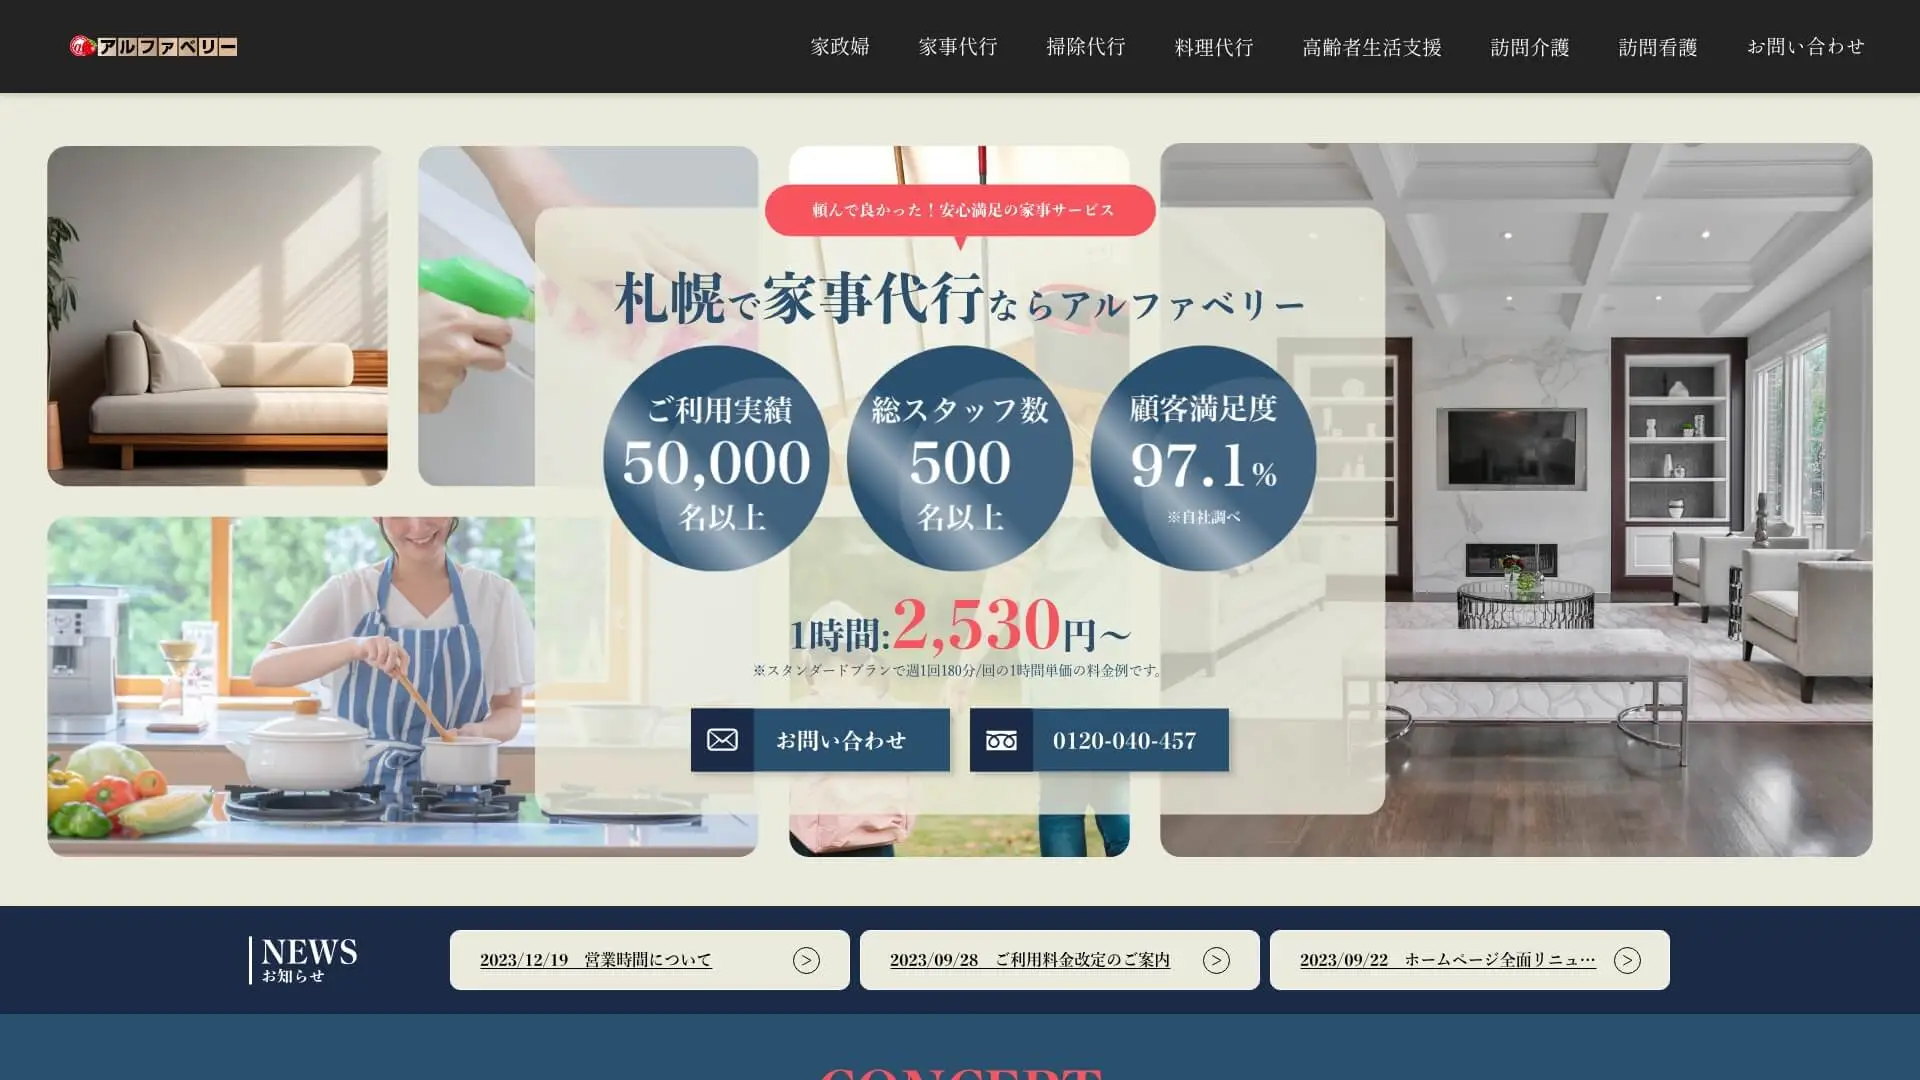 アルファベリー
家政婦
家事代行
掃除代行
料理代行
高齢者生活支援
訪問介護
訪問看護
お問い合わせ
頼んで良かった！安心満足の家事サービス
札幌で家事代行ならアルファベリー
ご利用実績
50,000
名以上
総スタッフ数
500
名以上
顧客満足度
97.1%
※自社調べ
1時間:2,530円～
※スタンダードプランで週1回180分/回の1時間単価の料金例です。
お問い合わせ
0120-040-457
NEWS
お知らせ
2023/12/19　営業時間について
2023/09/28　ご利用料金改定のご案内
2023/09/22　ホームページ全面リニュ…
CONCEPT